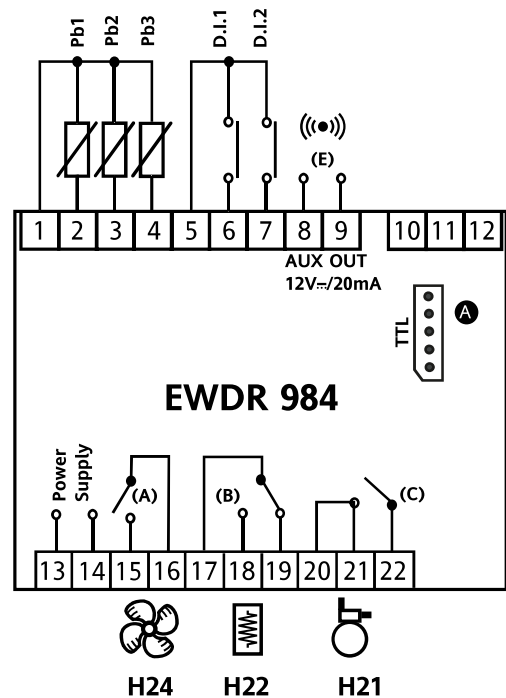 Pb1 Pb2 Pb3 D.I.1 D.I.2
(E)
1 2 3 4 5 6 7 8 9 10 11 12
AUX OUT
12V⎓/20mA
TTL
A
EWDR 984
Power
Supply
(A) (B) (C)
13 14 15 16 17 18 19 20 21 22
H24 H22 H21